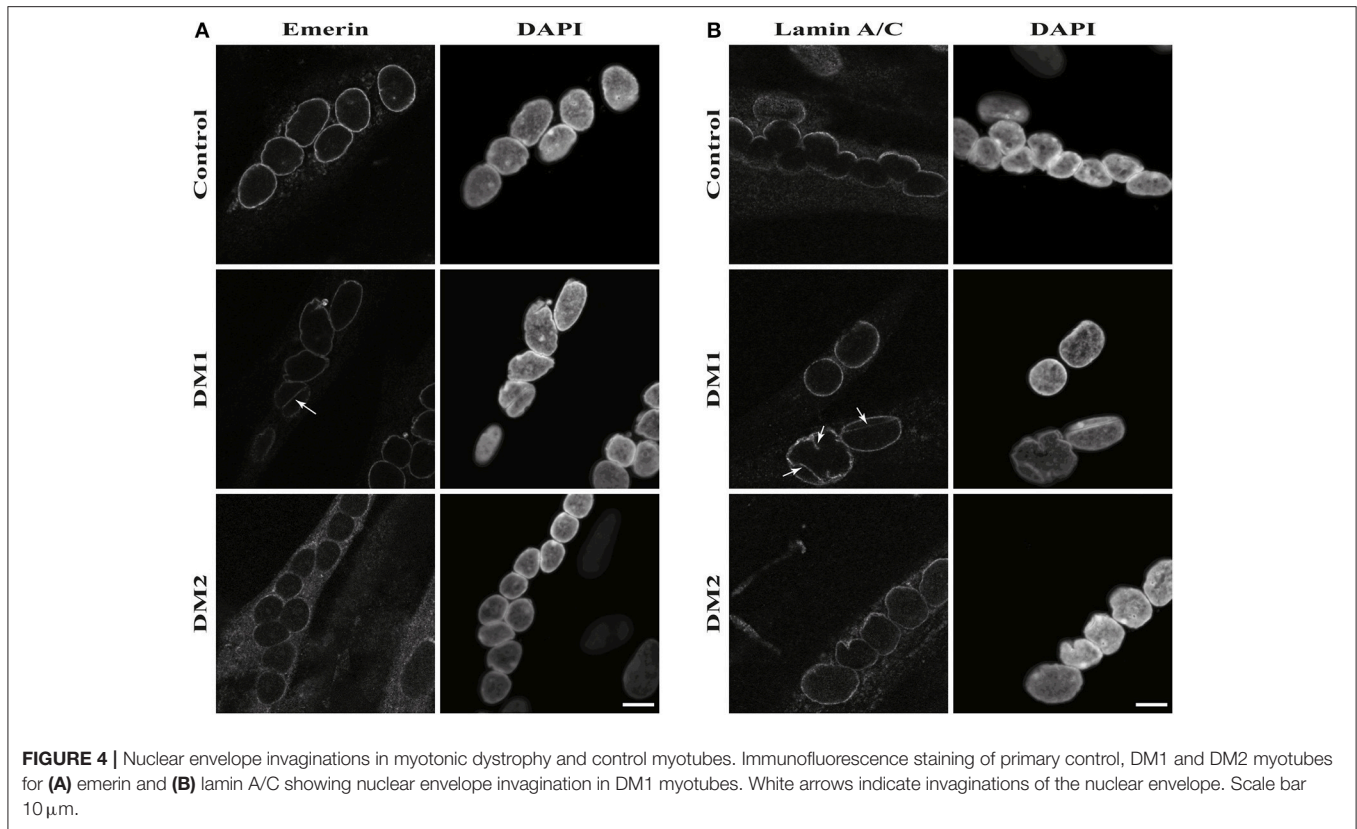 A Emerin DAPI B Lamin A/C DAPI
Control Control
DM1 DM1
DM2 DM2
FIGURE 4 | Nuclear envelope invaginations in myotonic dystrophy and control myotubes. Immunofluorescence staining of primary control, DM1 and DM2 myotubes
for (A) emerin and (B) lamin A/C showing nuclear envelope invagination in DM1 myotubes. White arrows indicate invaginations of the nuclear envelope. Scale bar
10 μm.